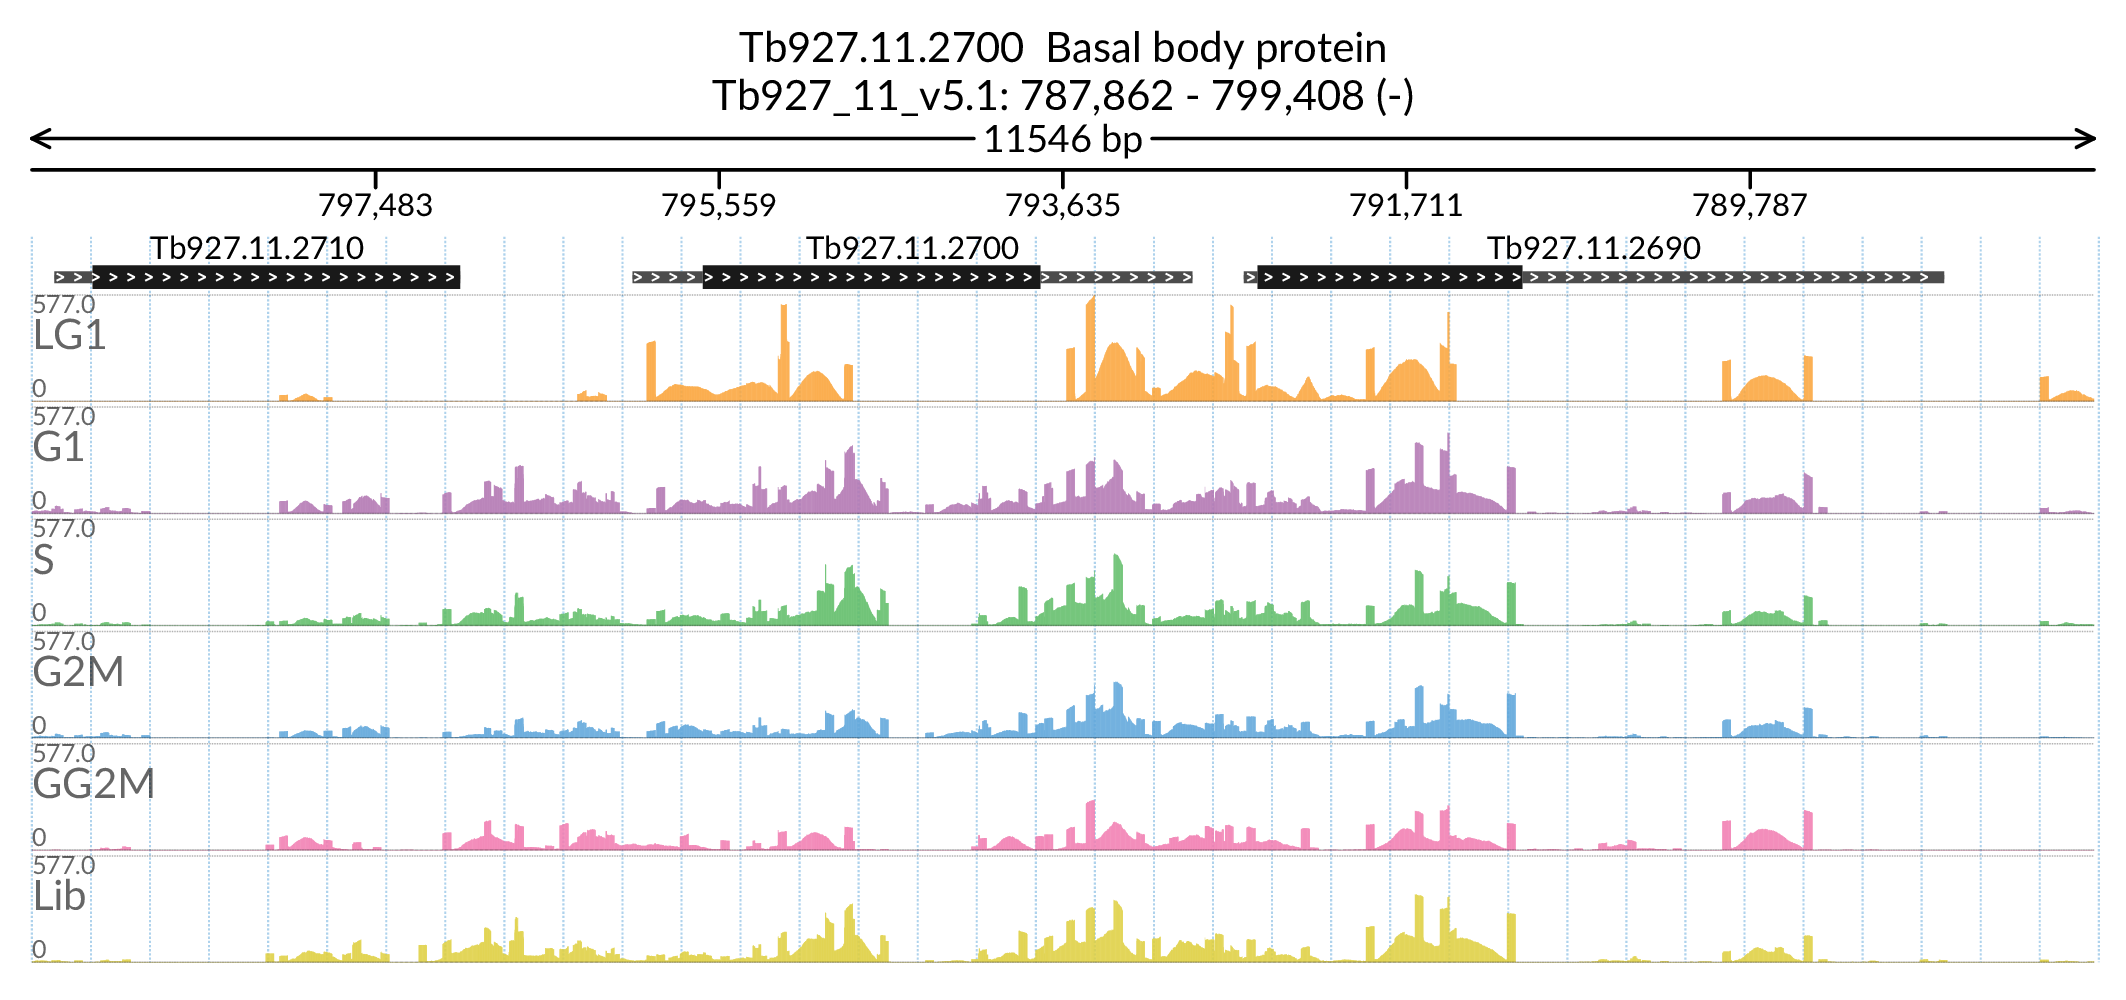 Tb927.11.2700 Basal body protein
Tb927_11_v5.1: 787,862 - 799,408 (-)
11546 bp
797,483 795,559 793,635 791,711 789,787
Tb927.11.2710 Tb927.11.2700 Tb927.11.2690
577.0
LG1
0
577.0
G1
0
577.0
S
0
577.0
G2M
0
577.0
GG2M
0
577.0
Lib
0